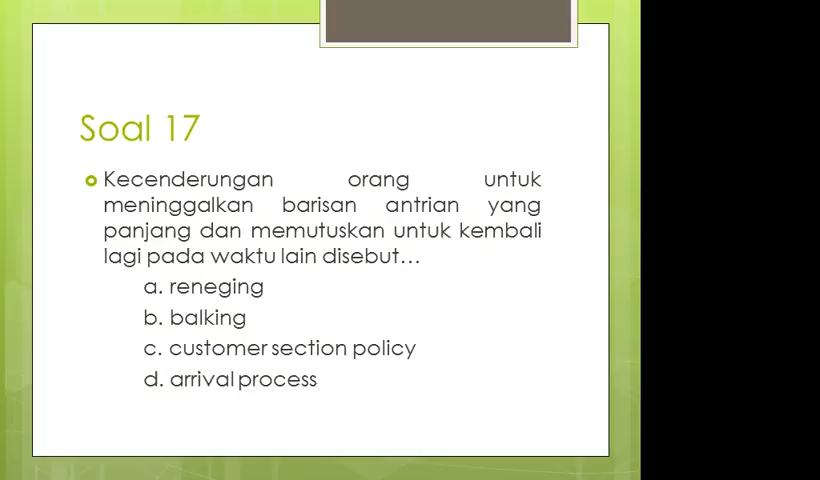 Soal 17
Kecenderungan orang untuk
meninggalkan barisan antrian yang
panjang dan memutuskan untuk kembali
lagi pada waktu lain disebut…
a. reneging
b. balking
c. customer section policy
d. arrival process